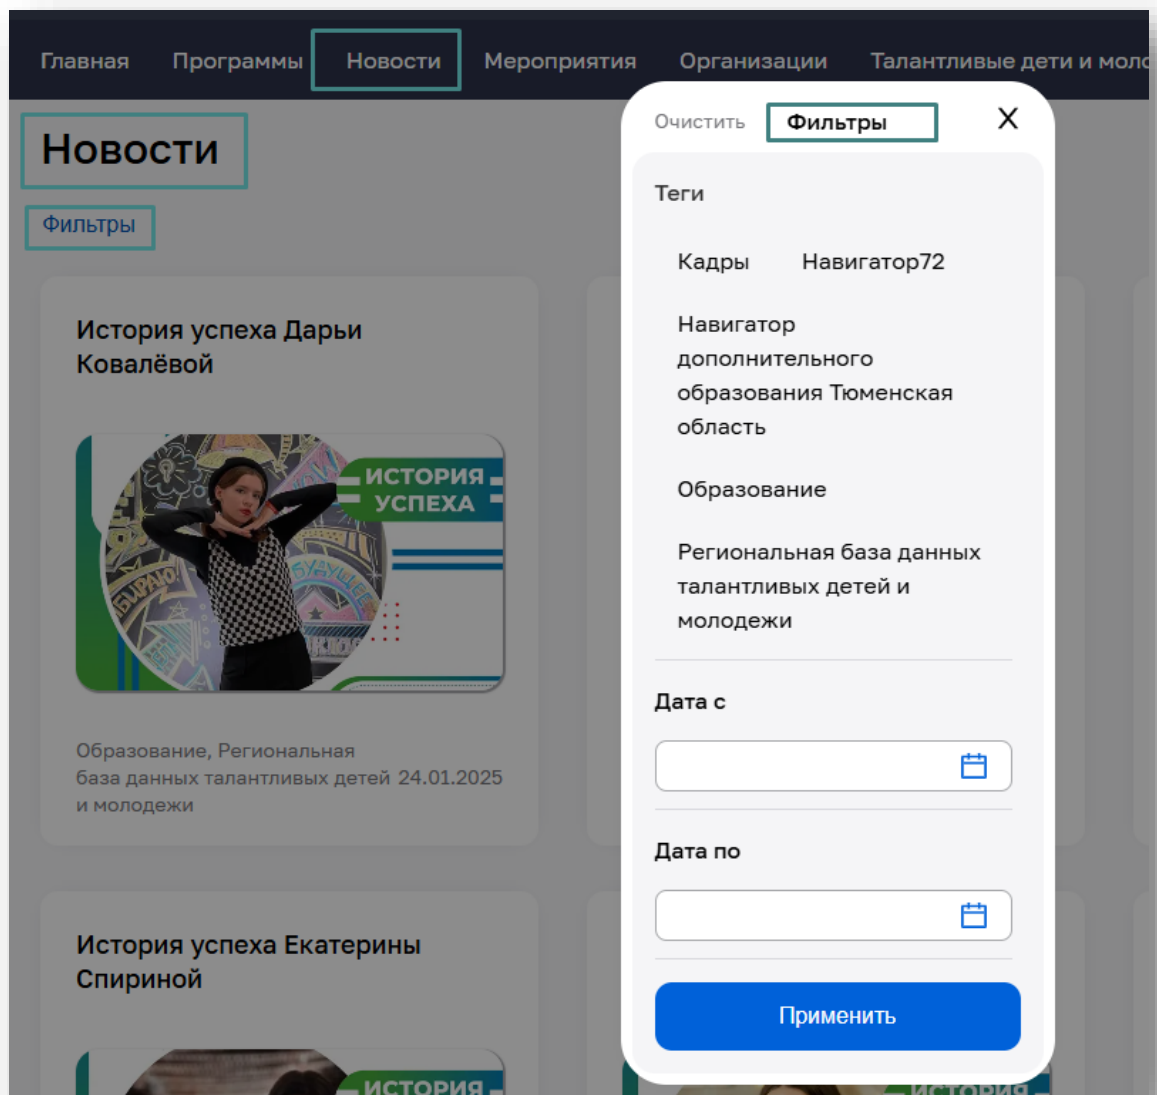 Главная Программы Новости Мероприятия Организации Талантливые дети и
Новости
Фильтры
История успеха Дарьи
Ковалёвой
ИСТОРИЯ
УСПЕХА
БУДУЩЕЕ
Образование, Региональная
база данных талантливых детей 24.01.2025
и молодежи
История успеха Екатерины
Спириной
ИСТОРИЯ
Очистить Фильтры X
Теги
Кадры Навигатор72
Навигатор
дополнительного
образования Тюменская
область
Образование
Региональная база данных
талантливых детей и
молодежи
Дата с
Дата по
Применить
ИСТОРИЯ